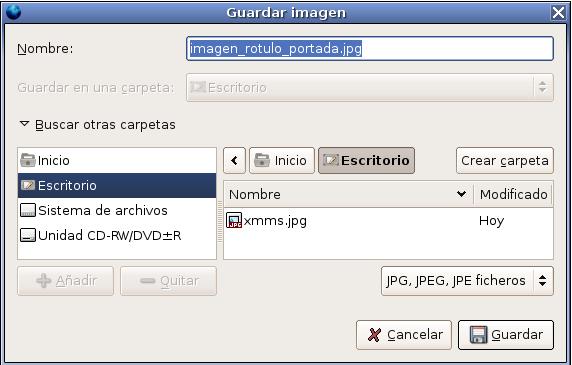 Guardar imagen
Nombre:
imagen_rotulo_portada.jpg
Guardar en una carpeta:
Escritorio
Buscar otras carpetas
Inicio
Escritorio
Sistema de archivos
Unidad CD-RW/DVD±R
Inicio
Escritorio
Crear carpeta
Nombre
Modificado
xmms.jpg
Hoy
Añadir
Quitar
JPG, JPEG, JPE ficheros
Cancelar
Guardar